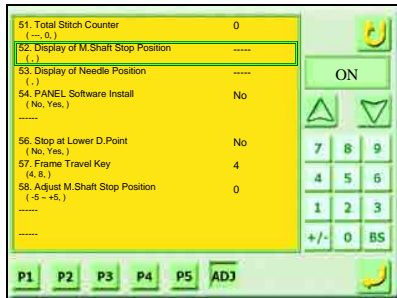 51. Total Stitch Counter 0
( ---, 0, )
52. Display of M.Shaft Stop Position -----
( , )
53. Display of Needle Position -----
( , )
54. PANEL Software Install No
( No, Yes, )
------
56. Stop at Lower D.Point No
( No, Yes, )
57. Frame Travel Key 4
(4, 8, )
58. Adjust M.Shaft Stop Position 0
( -5 ~ +5, )
------
------
ON
7 8 9
4 5 6
1 2 3
+/- 0 BS
P1 P2 P3 P4 P5 ADJ